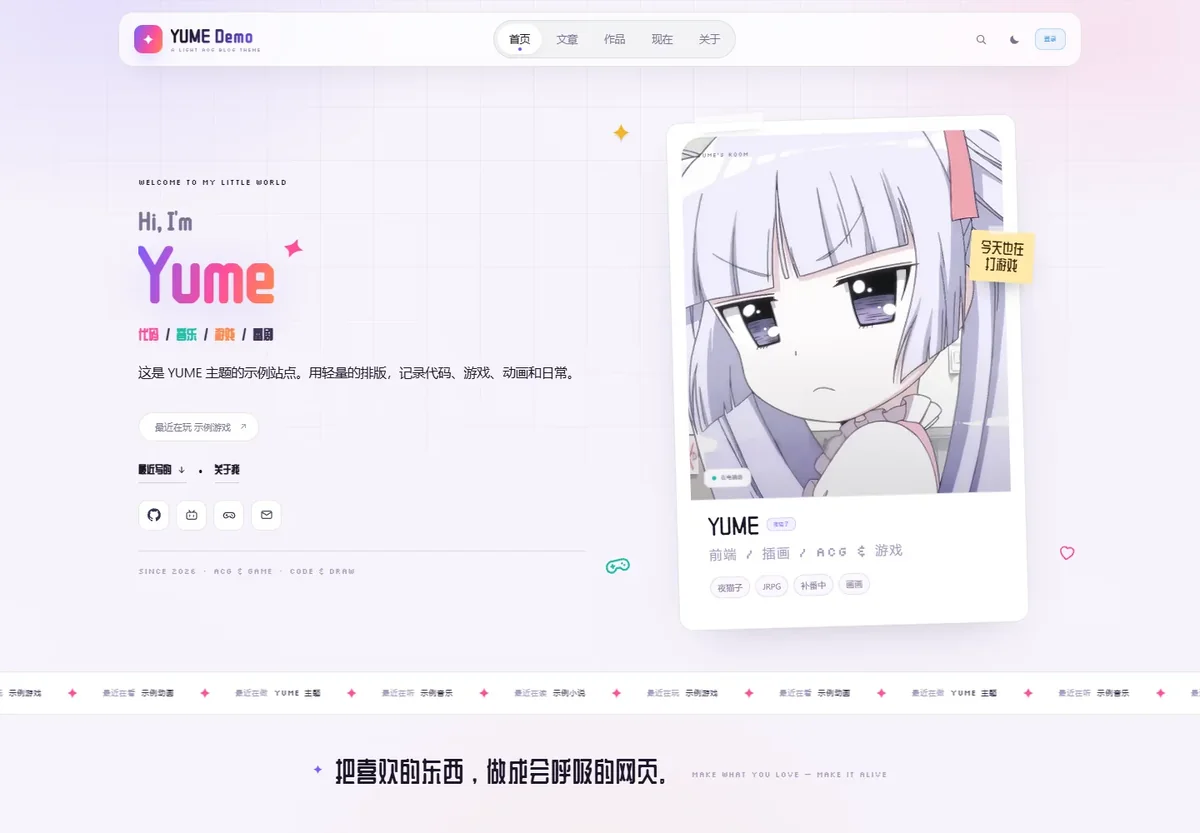 YUME Demo
A LIGHT ACG BLOG THEME
首页 文章 作品 现在 关于
登录
WELCOME TO MY LITTLE WORLD
Hi, I'm
Yume
代码 / 音乐 / 游戏 / 番剧
这是 YUME 主题的示例站点。用轻量的排版，记录代码、游戏、动画和日常。
最近在玩 示例游戏 ↗
最近写的 ↓ • 关于我
SINCE 2026 · ACG & GAME · CODE & DRAW
YUME'S ROOM
今天也在
打游戏
YUME
前端 / 插画 / ACG & 游戏
夜猫子 JRPG 补番中 画画
示例游戏 最近在看 示例动画 最近在做 YUME 主题 最近在听 示例音乐 最近在读 示例小说 最近在玩 示例游戏 最近在看 示例动画 最近在做 YUME 主题 最近在听 示例音乐
把喜欢的东西，做成会呼吸的网页。
MAKE WHAT YOU LOVE — MAKE IT ALIVE